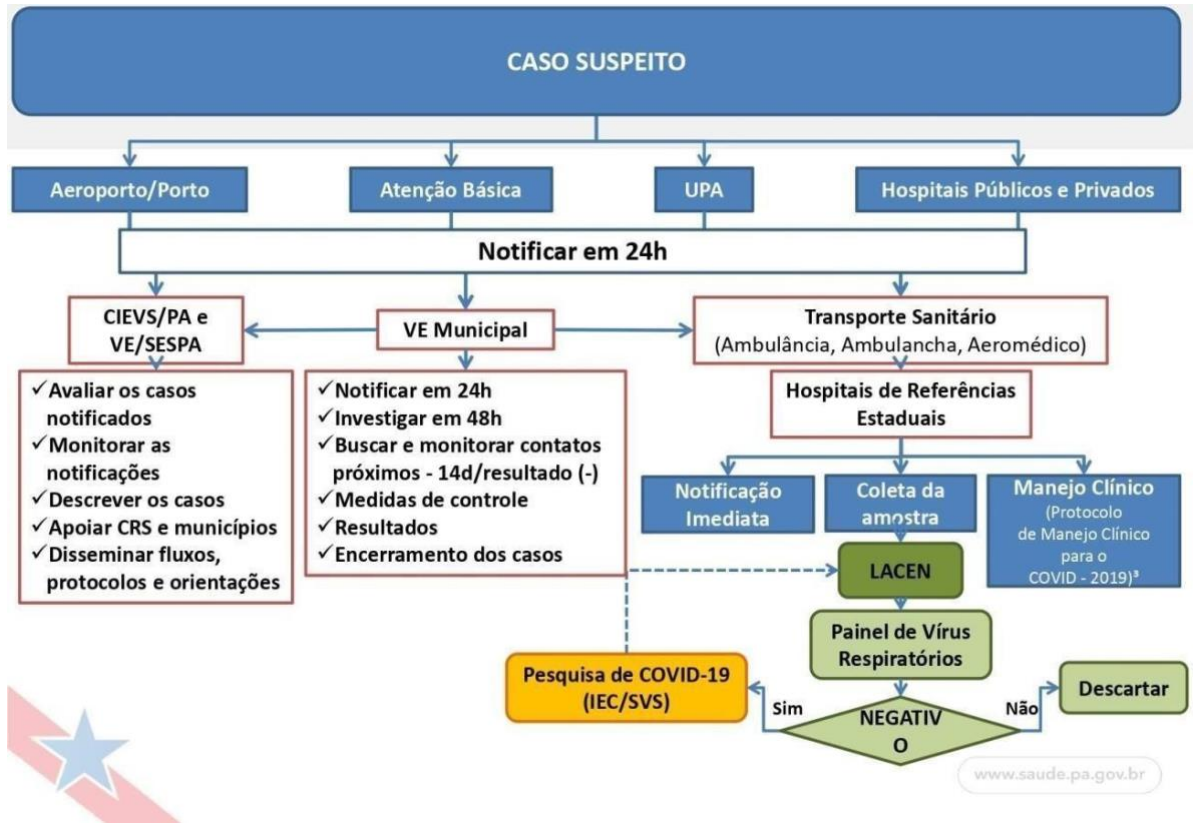 CASO SUSPEITO
Aeroporto/Porto
Atenção Básica
UPA
Hospitais Públicos e Privados
Notificar em 24h
CIEVS/PA e
VE/SESPA
VE Municipal
Transporte Sanitário
(Ambulância, Ambulancha, Aeromédico)
✓Avaliar os casos
notificados
✓Monitorar as
notificações
✓Descrever os casos
✓Apoiar CRS e municípios
✓Disseminar fluxos,
protocolos e orientações
✓Notificar em 24h
✓Investigar em 48h
✓Buscar e monitorar contatos
próximos - 14d/resultado (-)
✓Medidas de controle
✓Resultados
✓Encerramento dos casos
Hospitais de Referências
Estaduais
Notificação
Imediata
Coleta da
amostra
Manejo Clínico
(Protocolo
de Manejo Clínico
para o
COVID - 2019)³
LACEN
Painel de Vírus
Respiratórios
Pesquisa de COVID-19
(IEC/SVS)
Sim
NEGATIV
O
Não
Descartar
www.saude.pa.gov.br